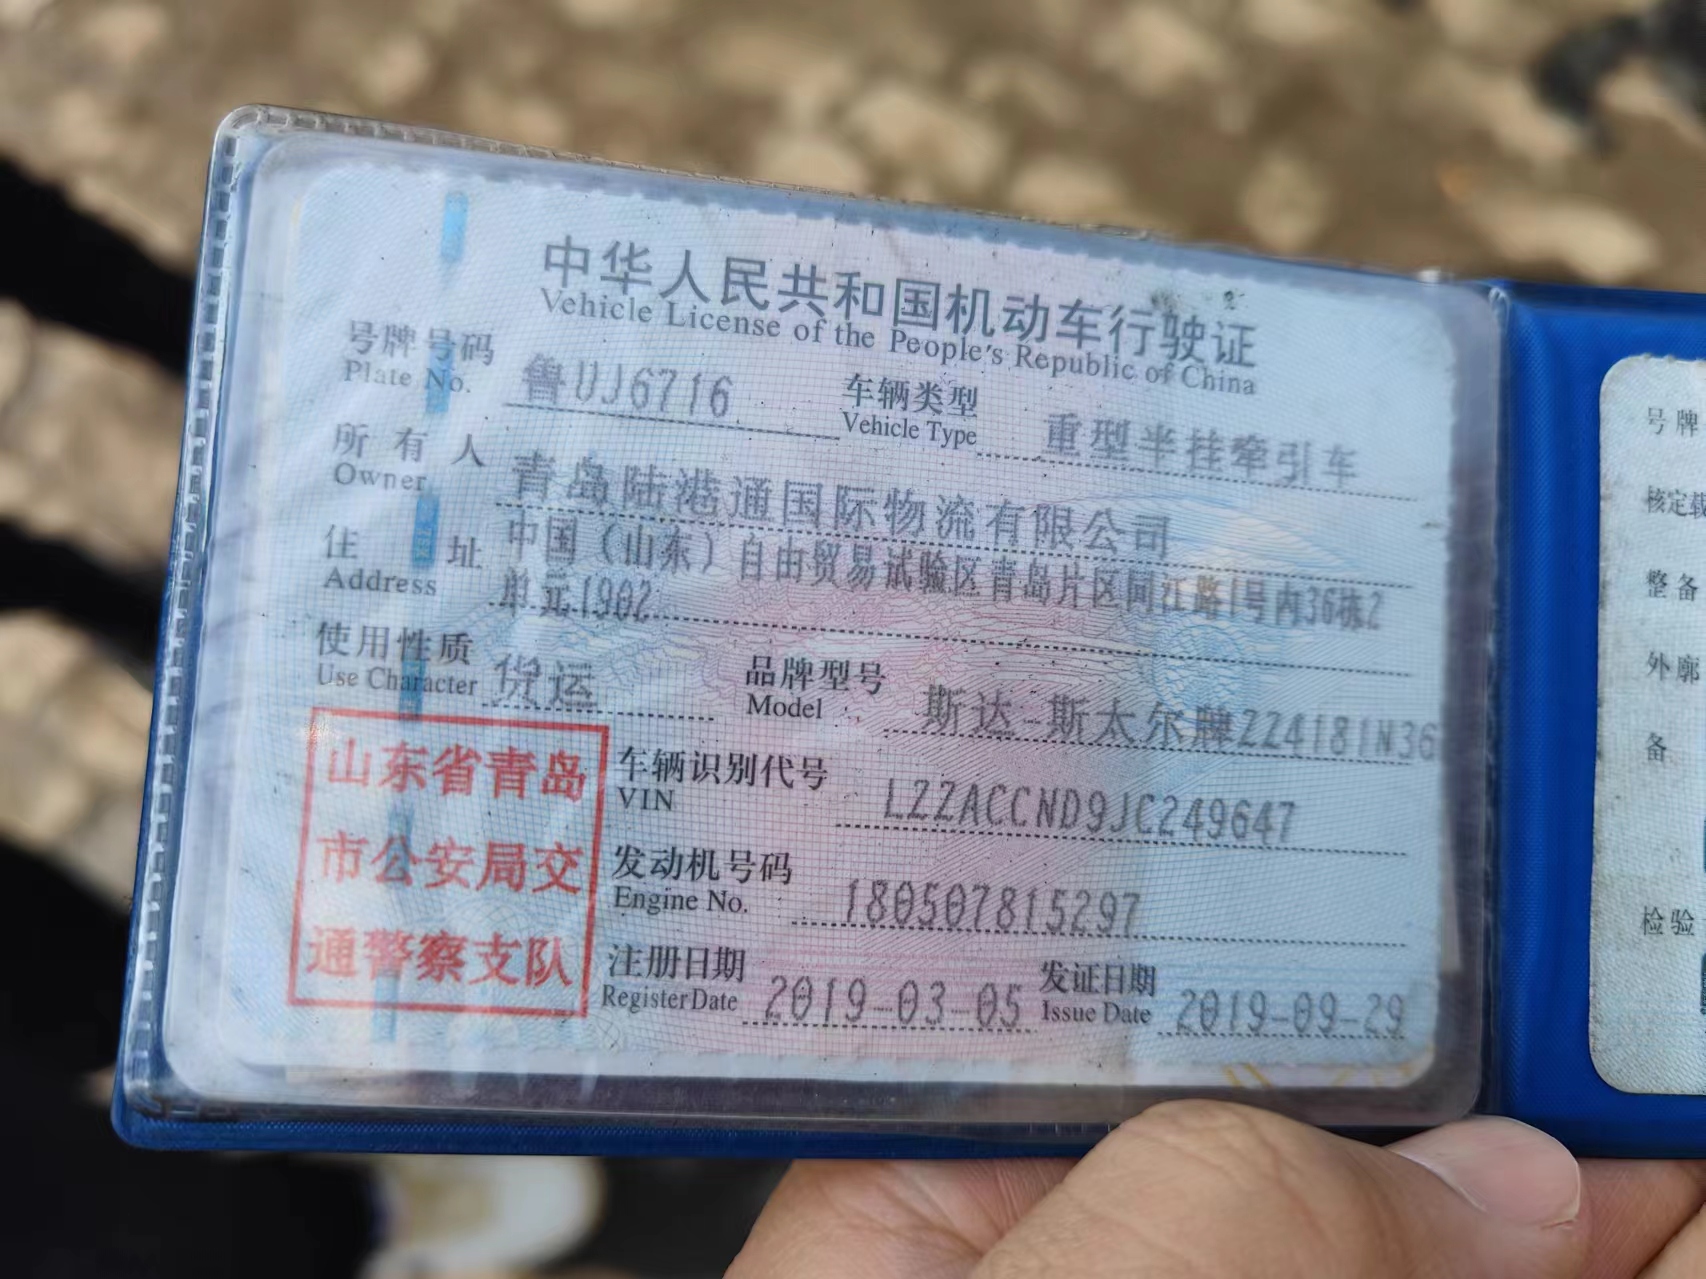 中华人民共和国机动车行驶证
Vehicle License of the People's Republic of China
号牌号码 鲁UJ6716 车辆类型 重型半挂牵引车
Plate No. Vehicle Type
所有人 青岛陆港通国际物流有限公司
Owner
住址 中国(山东)自由贸易试验区青岛片区同江路1号内36栋2
Address 单元1902
使用性质 货运 品牌型号 斯达-斯太尔牌ZZ4181N36
Use Character Model
山东省青岛
市公安局交
通警察支队
车辆识别代号 LZZACCND9JC249647
VIN
发动机号码 180507815297
Engine No.
注册日期 2019-03-05 发证日期 2019-09-29
Register Date Issue Date
号牌
核定载
整备
外廓
备
检验